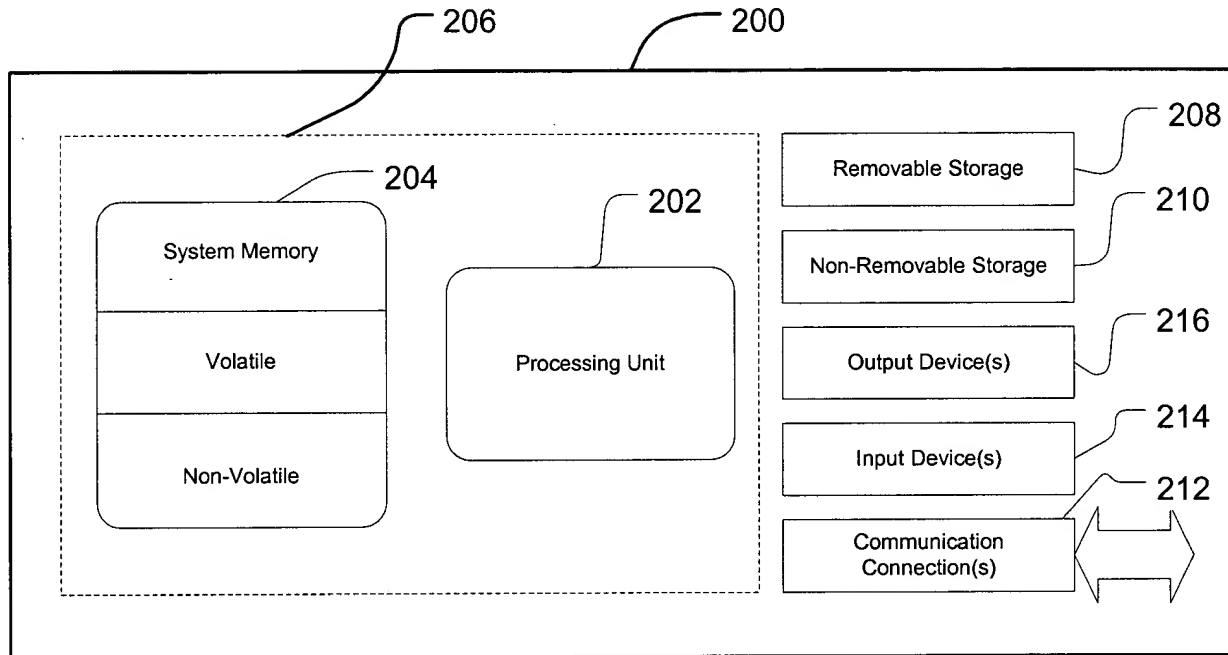 206
200
204
202
System Memory
Volatile
Non-Volatile
Processing Unit
208
Removable Storage
210
Non-Removable Storage
216
Output Device(s)
214
Input Device(s)
212
Communication
Connection(s)